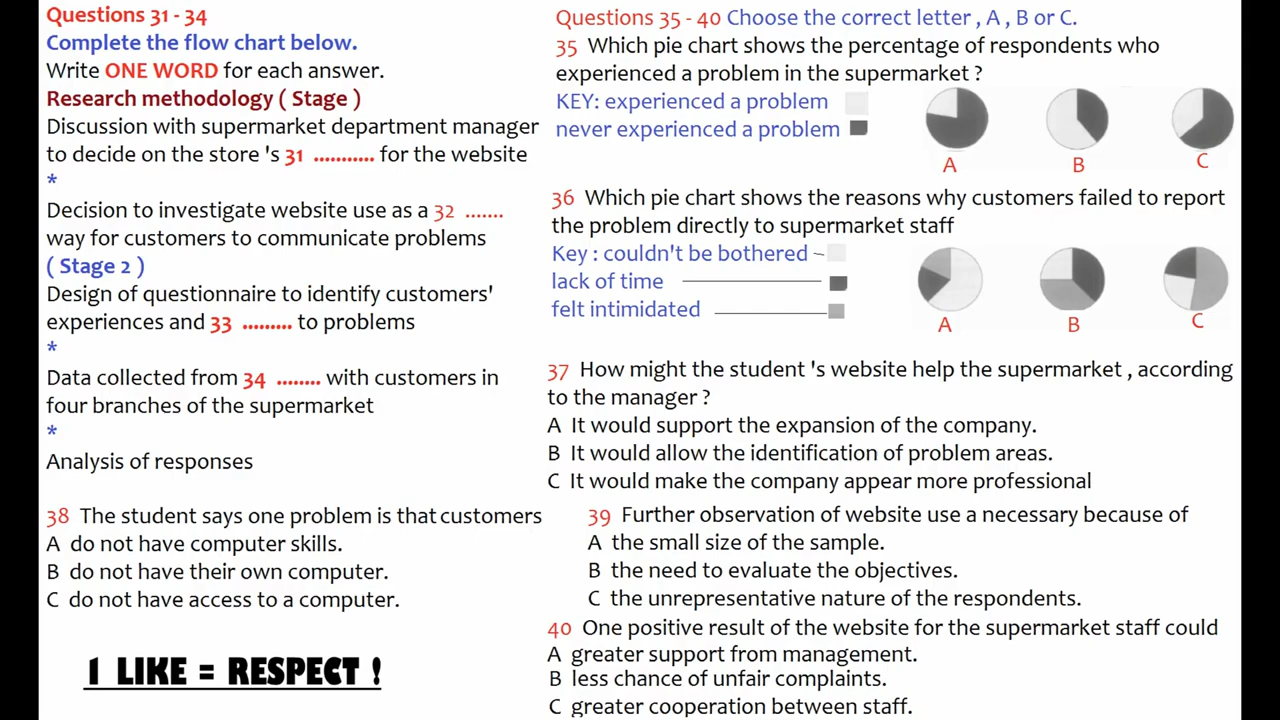 Questions 31 - 34
Complete the flow chart below.
Write ONE WORD for each answer.
Research methodology ( Stage )
Discussion with supermarket department manager
to decide on the store 's 31 ........... for the website
*
Decision to investigate website use as a 32 .......
way for customers to communicate problems
( Stage 2 )
Design of questionnaire to identify customers'
experiences and 33 ......... to problems
*
Data collected from 34 ........ with customers in
four branches of the supermarket
*
Analysis of responses
Questions 35 - 40 Choose the correct letter , A , B or C.
35 Which pie chart shows the percentage of respondents who
experienced a problem in the supermarket ?
KEY: experienced a problem
never experienced a problem
A B C
36 Which pie chart shows the reasons why customers failed to report
the problem directly to supermarket staff
Key : couldn't be bothered
lack of time
felt intimidated
A B C
37 How might the student 's website help the supermarket , according
to the manager ?
A It would support the expansion of the company.
B It would allow the identification of problem areas.
C It would make the company appear more professional
38 The student says one problem is that customers
A do not have computer skills.
B do not have their own computer.
C do not have access to a computer.
39 Further observation of website use a necessary because of
A the small size of the sample.
B the need to evaluate the objectives.
C the unrepresentative nature of the respondents.
40 One positive result of the website for the supermarket staff could
A greater support from management.
B less chance of unfair complaints.
C greater cooperation between staff.
1 LIKE = RESPECT !